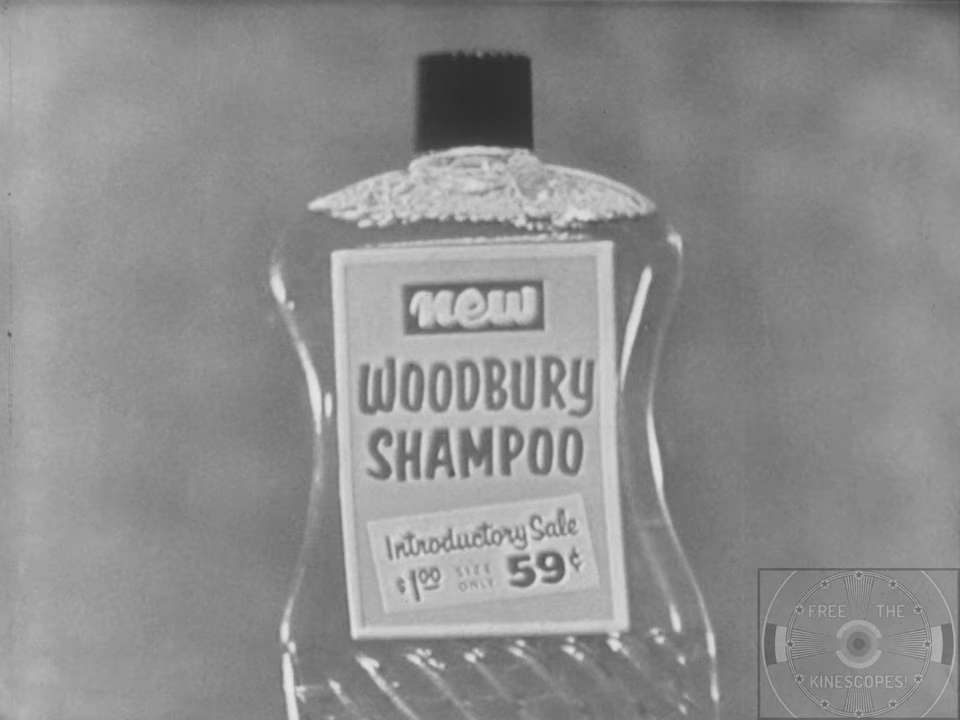 new
WOODBURY
SHAMPOO
Introductory Sale
$1.00 SIZE ONLY 59¢
FREE THE
KINESCOPES!